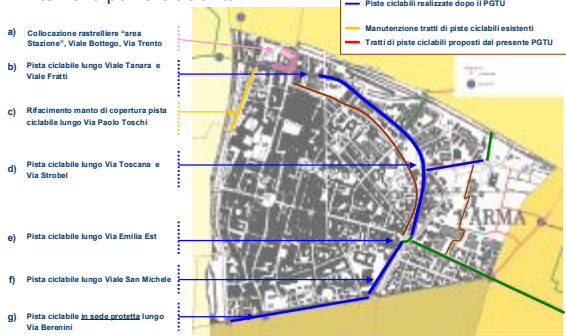 Piste ciclabili realizzate dopo il PGTU
Manutenzione tratti di piste ciclabili esistenti
Tratti di piste ciclabili proposti dal presente PGTU
a) Collocazione rastrelliere "area
Stazione", Viale Bottego, Via Trento
b) Pista ciclabile lungo Viale Tanara e
Viale Fratti
c) Rifacimento manto di copertura pista
ciclabile lungo Via Paolo Toschi
d) Pista ciclabile lungo Via Toscana e
Via Strobel
e) Pista ciclabile lungo Via Emilia Est
f) Pista ciclabile lungo Viale San Michele
g) Pista ciclabile in sede protetta lungo
Via Berenini
PARMA